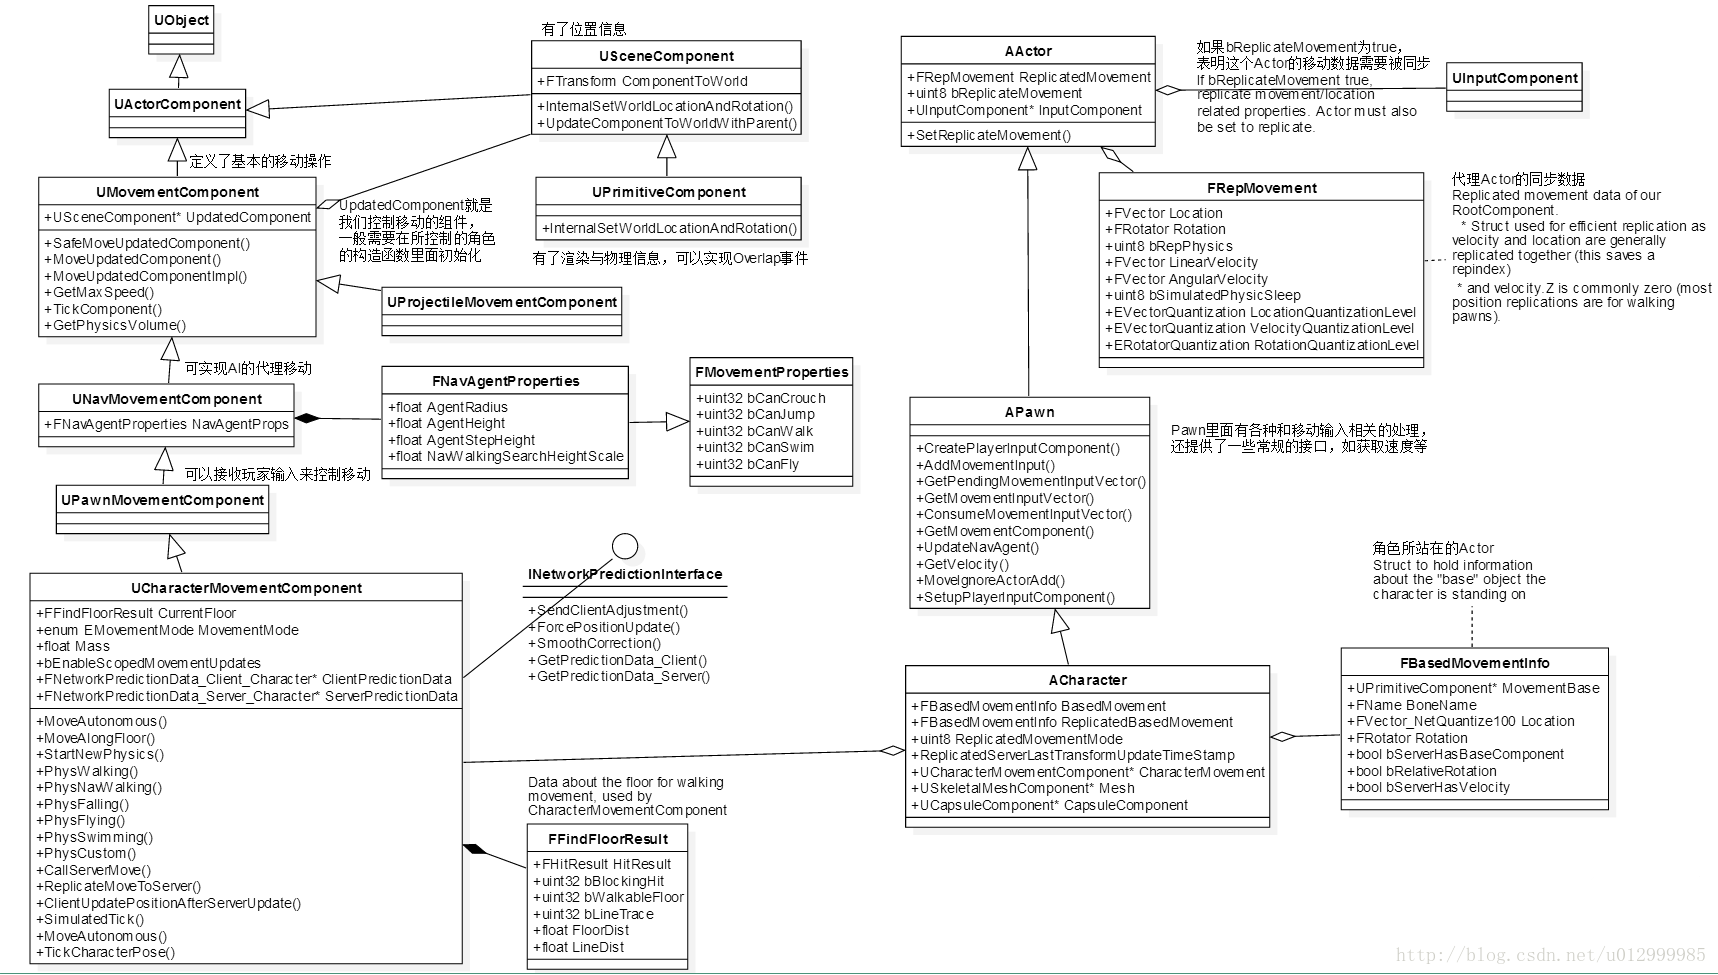 UObject
UActorComponent
定义了基本的移动操作
UMovementComponent
+USceneComponent* UpdatedComponent
+SafeMoveUpdatedComponent()
+MoveUpdatedComponent()
+MoveUpdatedComponentImpl()
+GetMaxSpeed()
+TickComponent()
+GetPhysicsVolume()
UpdatedComponent就是
我们控制移动的组件，
一般需要在所控制的角色
的构造函数里面初始化
有了位置信息
USceneComponent
+FTransform ComponentToWorld
+InternalSetWorldLocationAndRotation()
+UpdateComponentToWorldWithParent()
UPrimitiveComponent
+InternalSetWorldLocationAndRotation()
有了渲染与物理信息，可以实现Overlap事件
UProjectileMovementComponent
可实现AI的代理移动
UNavMovementComponent
+FNavAgentProperties NavAgentProps
FNavAgentProperties
+float AgentRadius
+float AgentHeight
+float AgentStepHeight
+float NavWalkingSearchHeightScale
FMovementProperties
+uint32 bCanCrouch
+uint32 bCanJump
+uint32 bCanWalk
+uint32 bCanSwim
+uint32 bCanFly
可以接收玩家输入来控制移动
UPawnMovementComponent
UCharacterMovementComponent
+FFindFloorResult CurrentFloor
+enum EMovementMode MovementMode
+float Mass
+bEnableScopedMovementUpdates
+FNetworkPredictionData_Client_Character* ClientPredictionData
+FNetworkPredictionData_Server_Character* ServerPredictionData
+MoveAutonomous()
+MoveAlongFloor()
+StartNewPhysics()
+PhysWalking()
+PhysNavWalking()
+PhysFalling()
+PhysFlying()
+PhysSwimming()
+PhysCustom()
+CallServerMove()
+ReplicateMoveToServer()
+ClientUpdatePositionAfterServerUpdate()
+SimulatedTick()
+MoveAutonomous()
+TickCharacterPose()
INetworkPredictionInterface
+SendClientAdjustment()
+ForcePositionUpdate()
+SmoothCorrection()
+GetPredictionData_Client()
+GetPredictionData_Server()
Data about the floor for walking
movement, used by
CharacterMovementComponent
FFindFloorResult
+FHitResult HitResult
+uint32 bBlockingHit
+uint32 bWalkableFloor
+uint32 bLineTrace
+float FloorDist
+float LineDist
AActor
+FRepMovement ReplicatedMovement
+uint8 bReplicateMovement
+UInputComponent* InputComponent
+SetReplicateMovement()
如果bReplicateMovement为true，
表明这个Actor的移动数据需要被同步
If bReplicateMovement true,
replicate movement/location
related properties. Actor must also
be set to replicate.
UInputComponent
FRepMovement
+FVector Location
+FRotator Rotation
+uint8 bRepPhysics
+FVector LinearVelocity
+FVector AngularVelocity
+uint8 bSimulatedPhysicSleep
+EVectorQuantization LocationQuantizationLevel
+EVectorQuantization VelocityQuantizationLevel
+ERotatorQuantization RotationQuantizationLevel
代理Actor的同步数据
Replicated movement data of our
RootComponent.
* Struct used for efficient replication as
velocity and location are generally
replicated together (this saves a
repindex)
* and velocity.Z is commonly zero (most
position replications are for walking
pawns).
APawn
+CreatePlayerInputComponent()
+AddMovementInput()
+GetPendingMovementInputVector()
+GetMovementInputVector()
+ConsumeMovementInputVector()
+GetMovementComponent()
+UpdateNavAgent()
+GetVelocity()
+MoveIgnoreActorAdd()
+SetupPlayerInputComponent()
Pawn里面有各种和移动输入相关的处理，
还提供了一些常规的接口，如获取速度等
ACharacter
+FBasedMovementInfo BasedMovement
+FBasedMovementInfo ReplicatedBasedMovement
+uint8 ReplicatedMovementMode
+ReplicatedServerLastTransformUpdateTimeStamp
+UCharacterMovementComponent* CharacterMovement
+USkeletalMeshComponent* Mesh
+UCapsuleComponent* CapsuleComponent
角色所站在的Actor
Struct to hold information
about the "base" object the
character is standing on
FBasedMovementInfo
+UPrimitiveComponent* MovementBase
+FName BoneName
+FVector_NetQuantize100 Location
+FRotator Rotation
+bool bServerHasBaseComponent
+bool bRelativeRotation
+bool bServerHasVelocity
http://blog.csdn.net/u012999985